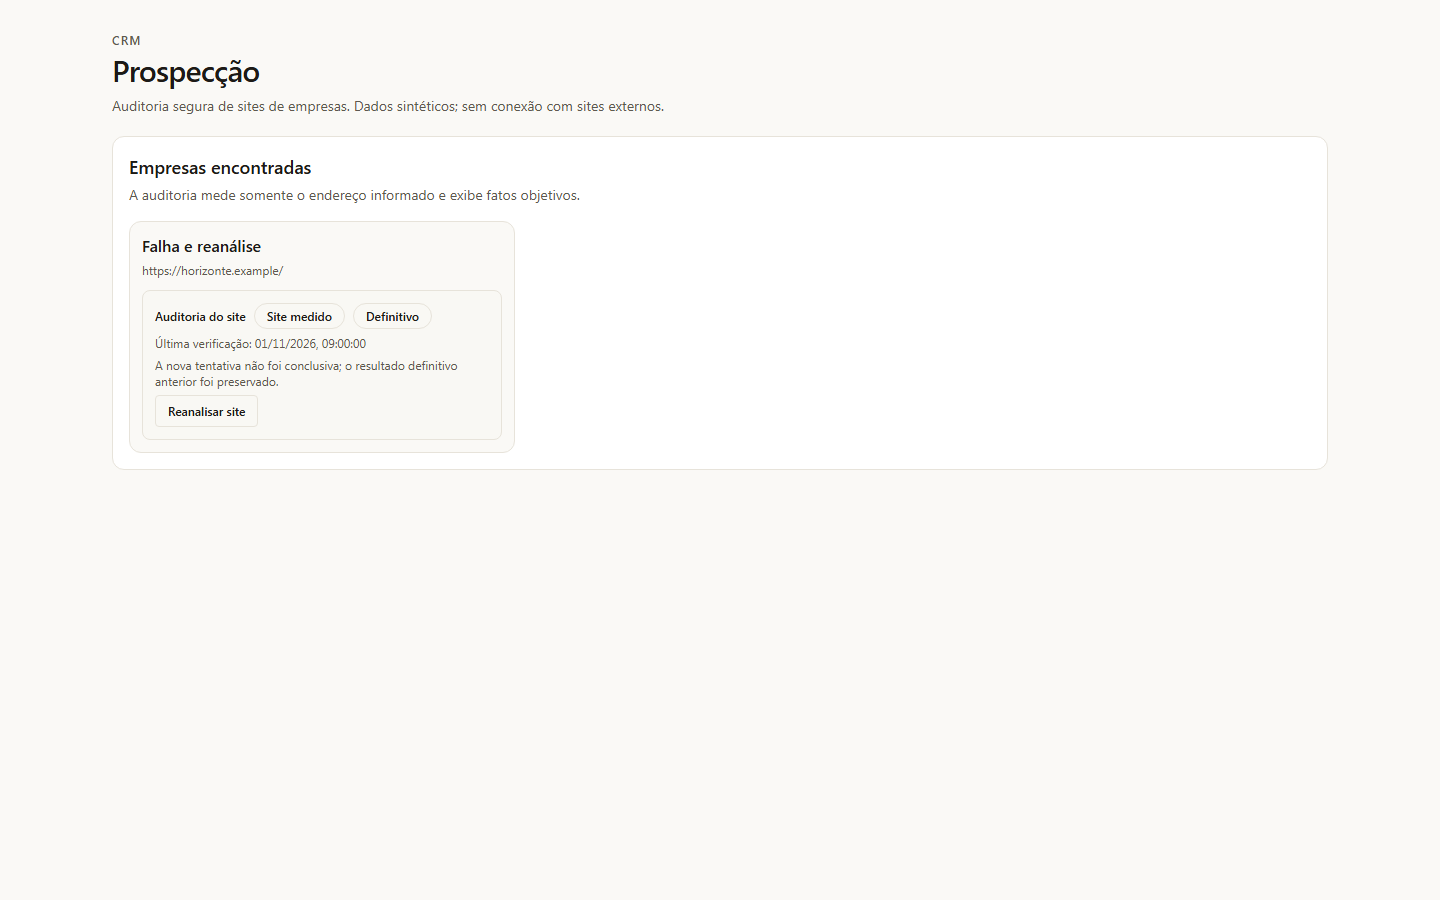 CRM
Prospecção
Auditoria segura de sites de empresas. Dados sintéticos; sem conexão com sites externos.
Empresas encontradas
A auditoria mede somente o endereço informado e exibe fatos objetivos.
Falha e reanálise
https://horizonte.example/
Auditoria do site Site medido Definitivo
Última verificação: 01/11/2026, 09:00:00
A nova tentativa não foi conclusiva; o resultado definitivo
anterior foi preservado.
Reanalisar site